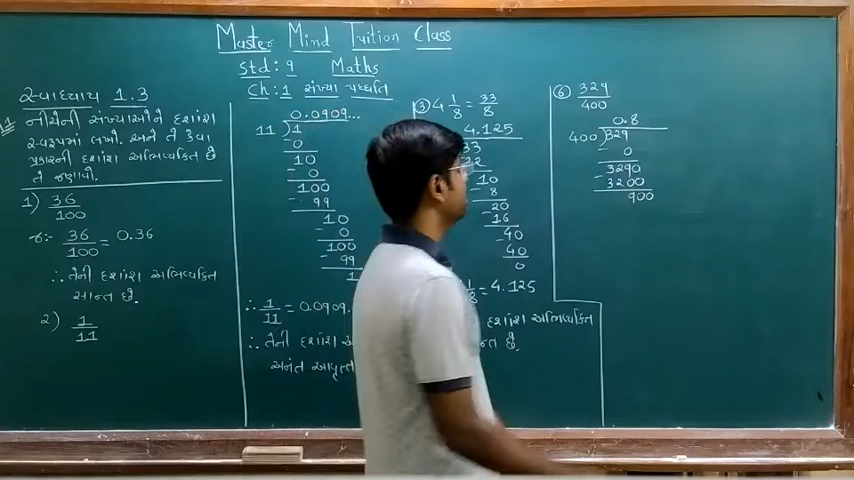 Master Mind Tuition Class
Std : 9 Maths
Ch : 1 સંખ્યા પધ્ધતિ
સ્વાધ્યાય 1.3
નીચેની સંખ્યાઓને દશાંશ
સ્વરૂપમાં લખો. અને તે કેવા
પ્રકારની દશાંશ અભિવ્યક્તિ છે
તે જણાવો.
1) 36/100
જ:- 36/100 = 0.36
∴ તેની દશાંશ અભિવ્યક્તિ
સાન્ત છે.
2) 1/11
0.0909...
11 ) 1
- 0
10
- 0
100
- 99
10
- 0
100
- 99
1
∴ 1/11 = 0.0909
∴ તેની દશાંશ
અનંત આવૃત્ત
③ 4 1/8 = 33/8
4.125
33
32
10
- 8
20
- 16
40
- 40
0
1/8 = 4.125
દશાંશ અભિવ્યક્તિ
છે.
⑥ 329/400
0.8
400 ) 329
- 0
3290
- 3200
900